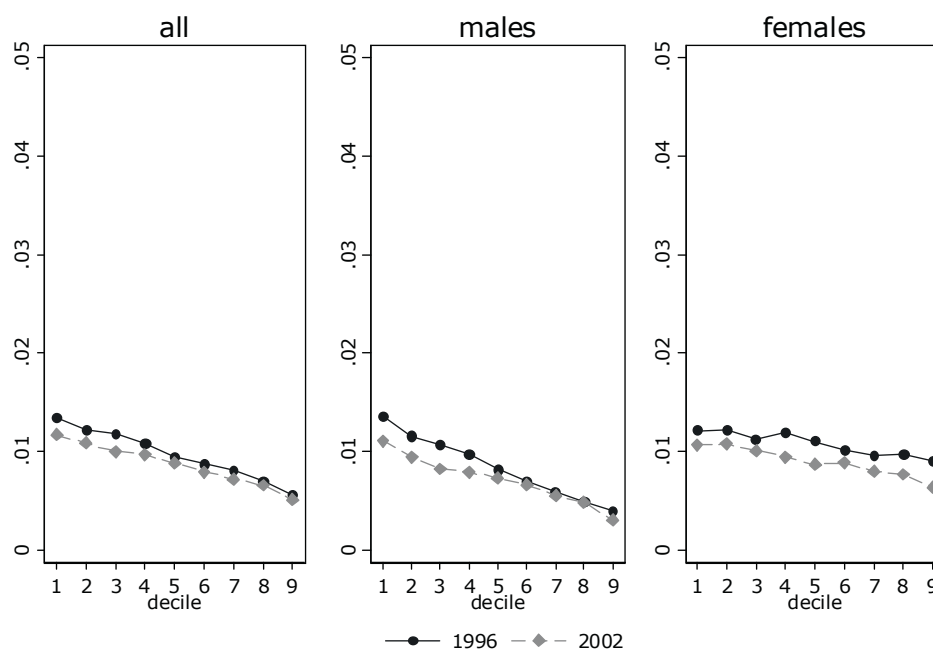 all males females
.05 .05 .05
.04 .04 .04
.03 .03 .03
.02 .02 .02
.01 .01 .01
0 0 0
1 2 3 4 5 6 7 8 9 1 2 3 4 5 6 7 8 9 1 2 3 4 5 6 7 8 9
decile decile decile
1996 2002